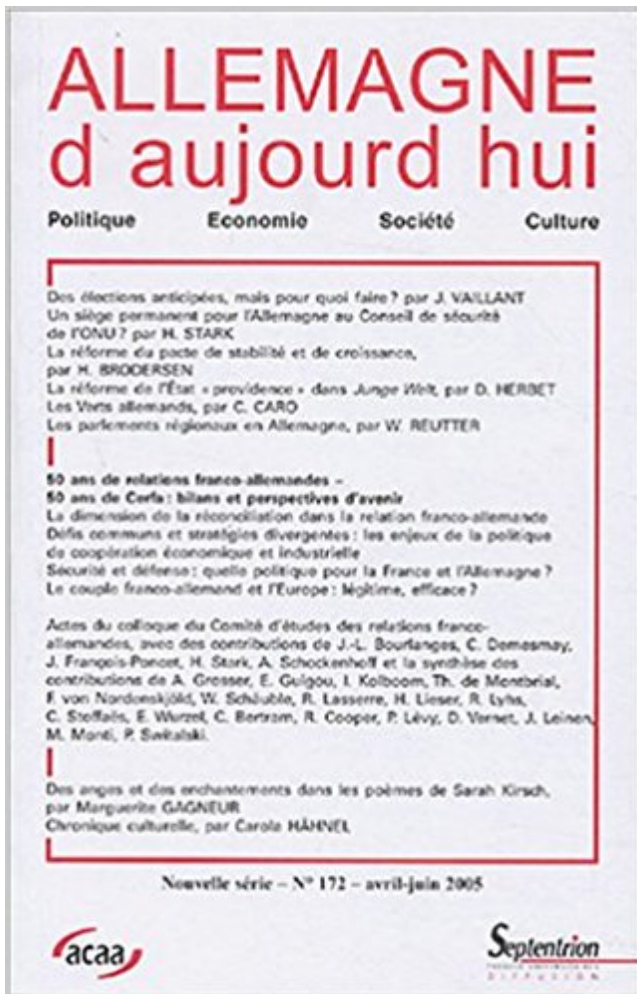 ALLEMAGNE
d aujourd hui
Politique Economie Société Culture
Des élections anticipées, mais pour quoi faire ? par J. VAILLANT
Un siège permanent pour l'Allemagne au Conseil de sécurité
de l'ONU ? par H. STARK
La réforme du pacte de stabilité et de croissance,
par H. BRODERSEN
La réforme de l'État « providence » dans Junge Welt, par D. HERBET
Les Verts allemands, par C. CARO
Les parlements régionaux en Allemagne, par W. REUTTER
50 ans de relations franco-allemandes –
50 ans de Cerfa : bilans et perspectives d'avenir
La dimension de la réconciliation dans la relation franco-allemande
Défis communs et stratégies divergentes : les enjeux de la politique
de coopération économique et industrielle
Sécurité et défense : quelle politique pour la France et l'Allemagne ?
Le couple franco-allemand et l'Europe : légitime, efficace ?
Actes du colloque du Comité d'études des relations franco-
allemandes, avec des contributions de J.-L. Bourlanges, C. Demesmay,
J. François-Poncet, H. Stark, A. Schockenhoff et la synthèse des
contributions de A. Grosser, E. Guigou, I. Kolboom, Th. de Montbrial,
F. von Nordenskjöld, W. Schäuble, R. Lasserre, H. Lieser, R. Lyhs,
C. Stoffaës, E. Wurzel, C. Bertram, R. Cooper, P. Lévy, D. Vernet, J. Leinen,
M. Monti, P. Switalski.
Des anges et des enchantements dans les poèmes de Sarah Kirsch,
par Marguerite GAGNEUR
Chronique culturelle, par Carola HÄHNEL
Nouvelle série – N° 172 – avril-juin 2005
acaa
Septentrion
DIFFUSION